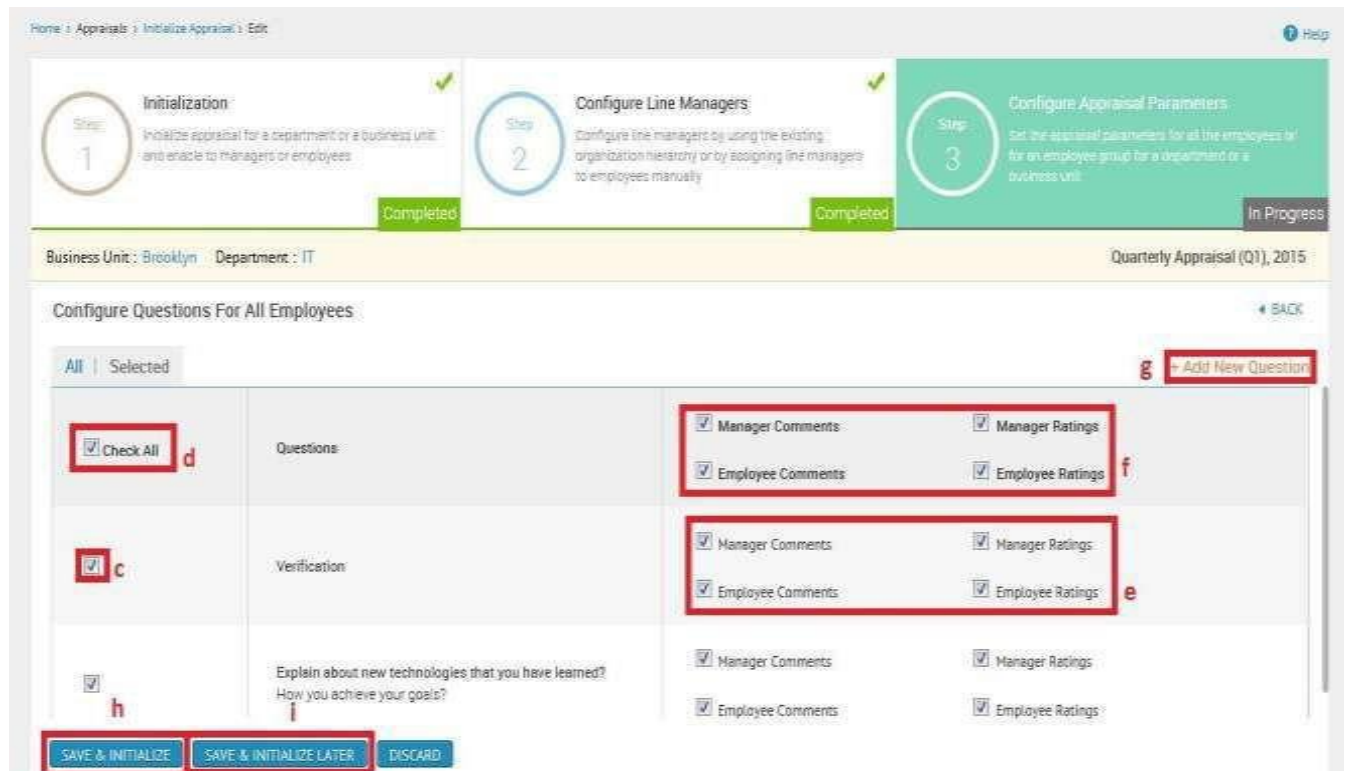 Home > Appraisals > Initialize Appraisal > Edit
? Help
Step 1
Initialization
Initialize appraisal for a department or a business unit
and enable to managers or employees
Completed
Step 2
Configure Line Managers
Configure line managers by using the existing
organization hierarchy or by assigning line managers
to employees manually
Completed
Step 3
Configure Appraisal Parameters
Set the appraisal parameters for all the employees or
for an employee group for a department or a
business unit
In Progress
Business Unit : Brooklyn Department : IT
Quarterly Appraisal (Q1), 2015
Configure Questions For All Employees
BACK
All | Selected
g + Add New Question
Check All d
Questions
Manager Comments Manager Ratings
Employee Comments Employee Ratings f
c
Verification
Manager Comments Manager Ratings
Employee Comments Employee Ratings e
Explain about new technologies that you have learned?
How you achieve your goals?
Manager Comments Manager Ratings
Employee Comments Employee Ratings
h i
SAVE & INITIALIZE SAVE & INITIALIZE LATER DISCARD